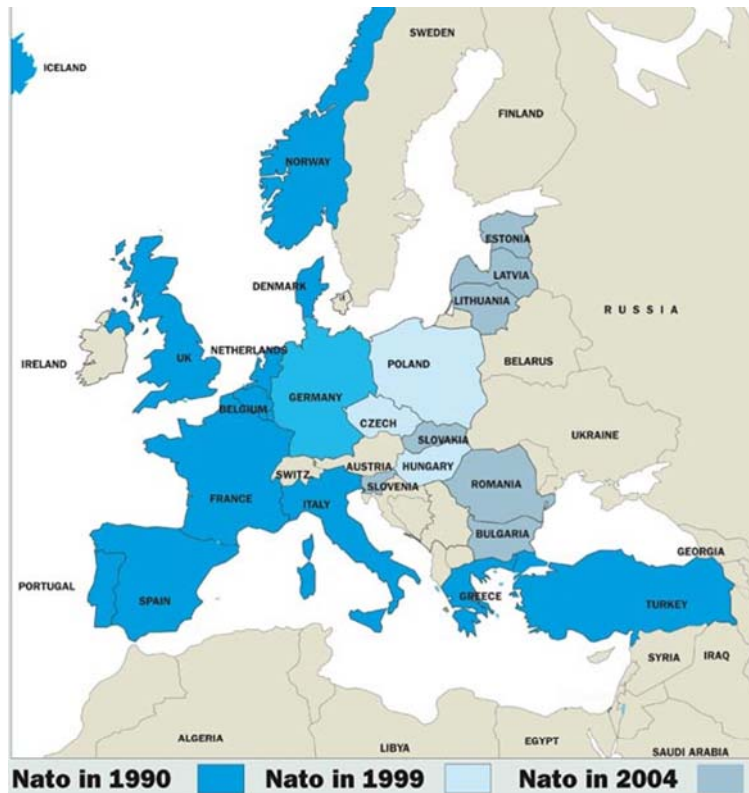 SWEDEN
ICELAND
FINLAND
NORWAY
ESTONIA
DENMARK
LATVIA
LITHUANIA
RUSSIA
NETHERLANDS
IRELAND
UK
POLAND
BELARUS
GERMANY
BELGIUM
CZECH
UKRAINE
SLOVAKIA
AUSTRIA
HUNGARY
SWITZ
SLOVENIA
ROMANIA
FRANCE
ITALY
BULGARIA
GEORGIA
PORTUGAL
SPAIN
GREECE
TURKEY
SYRIA
IRAQ
ALGERIA
LIBYA
EGYPT
SAUDI ARABIA
Nato in 1990 Nato in 1999 Nato in 2004